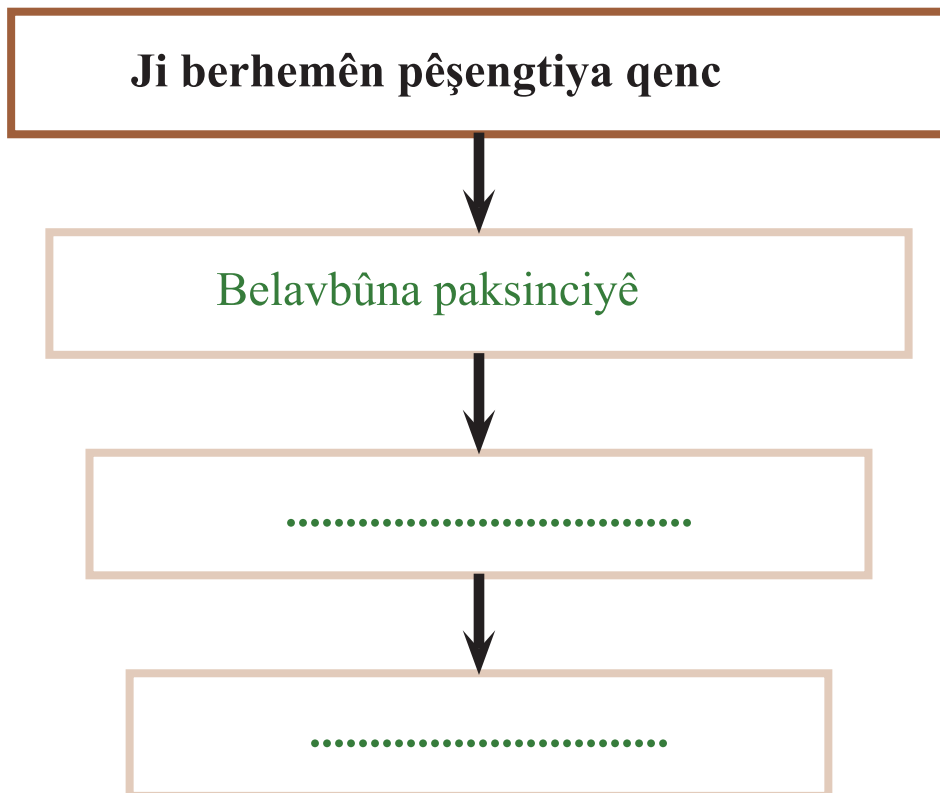 Ji berhemên pêşengtiya qenc
Belavbûna paksinciyê
..................................
..............................